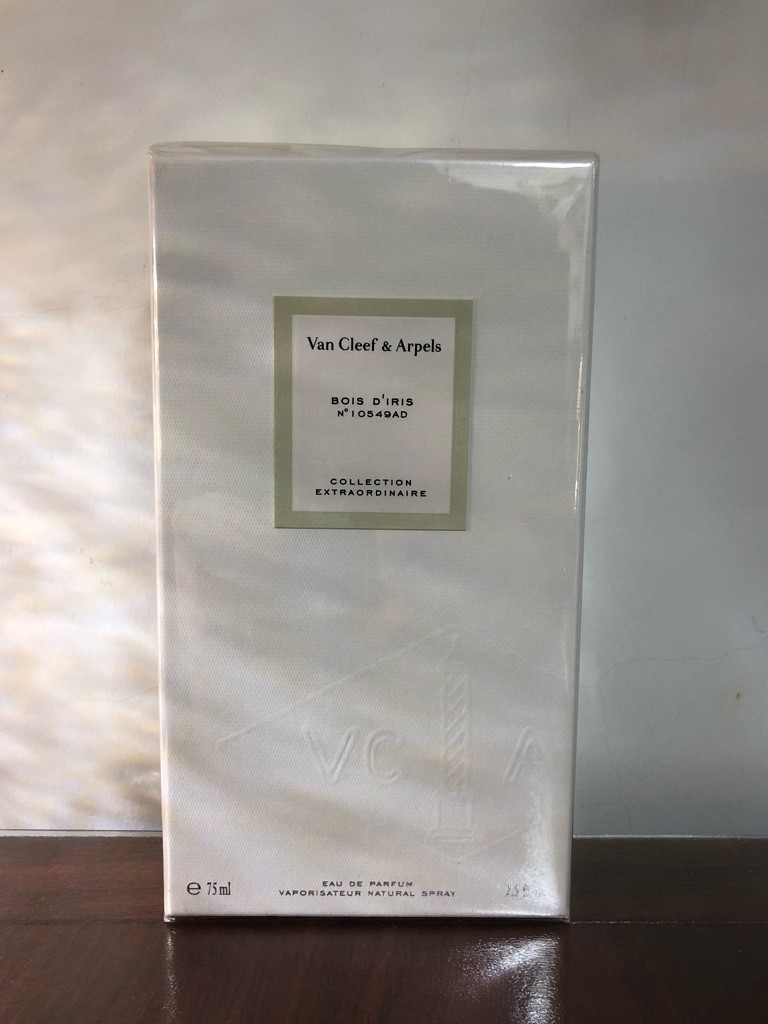 Van Cleef & Arpels
BOIS D'IRIS
N°10549AD
COLLECTION
EXTRAORDINAIRE
VC A
℮ 75 ml
EAU DE PARFUM
VAPORISATEUR NATURAL SPRAY